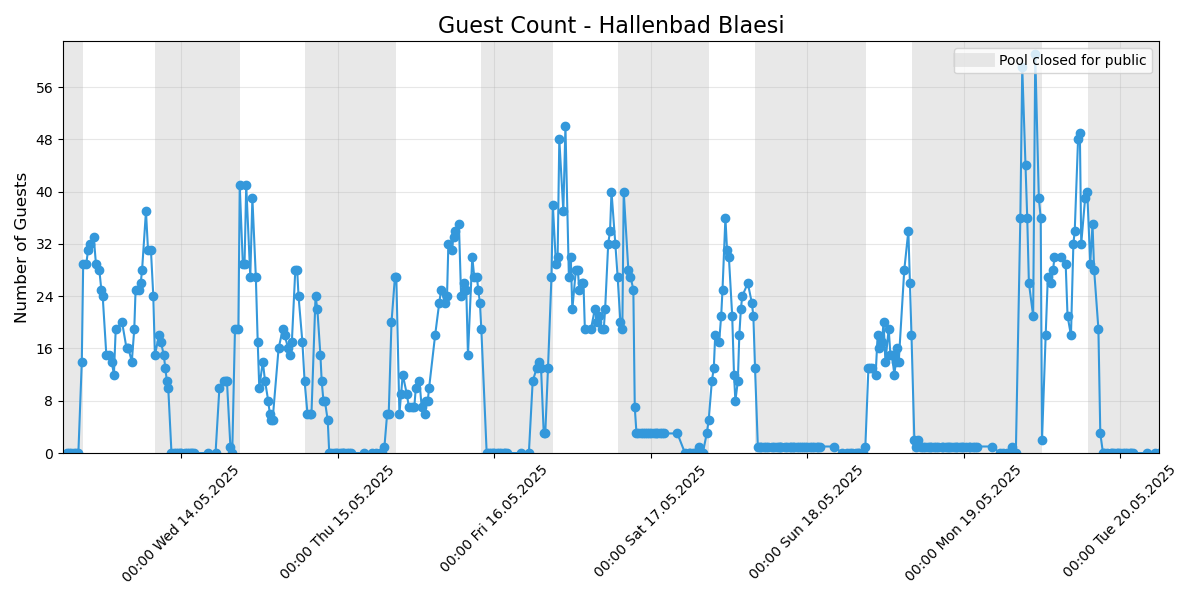 Guest Count - Hallenbad Blaesi
Pool closed for public
Number of Guests
56
48
40
32
24
16
8
0
00:00 Wed 14.05.2025
00:00 Thu 15.05.2025
00:00 Fri 16.05.2025
00:00 Sat 17.05.2025
00:00 Sun 18.05.2025
00:00 Mon 19.05.2025
00:00 Tue 20.05.2025